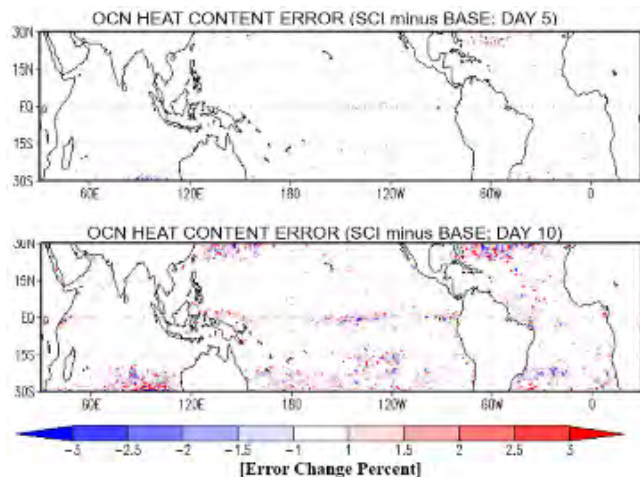 OCN HEAT CONTENT ERROR (SCI minus BASE; DAY 5)
30N
15N
EQ
15S
30S
60E 120E 180 120W 60W 0
OCN HEAT CONTENT ERROR (SCI minus BASE; DAY 10)
30N
15N
EQ
15S
30S
60E 120E 180 120W 60W 0
-3 -2.5 -2 -1.5 -1 1 1.5 2 2.5 3
[Error Change Percent]